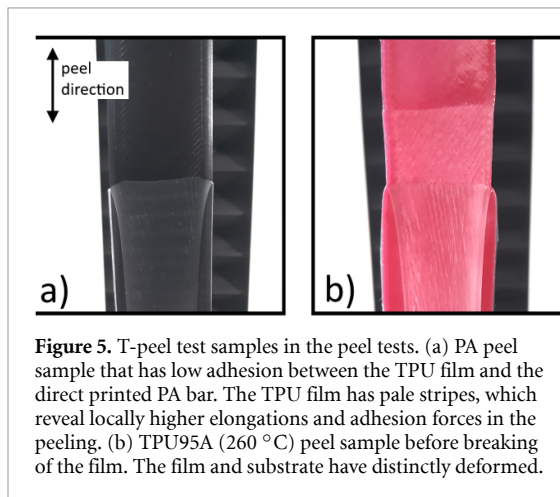 peel
direction
a)
b)
Figure 5. T-peel test samples in the peel tests. (a) PA peel
sample that has low adhesion between the TPU film and the
direct printed PA bar. The TPU film has pale stripes, which
reveal locally higher elongations and adhesion forces in the
peeling. (b) TPU95A (260 °C) peel sample before breaking
of the film. The film and substrate have distinctly deformed.